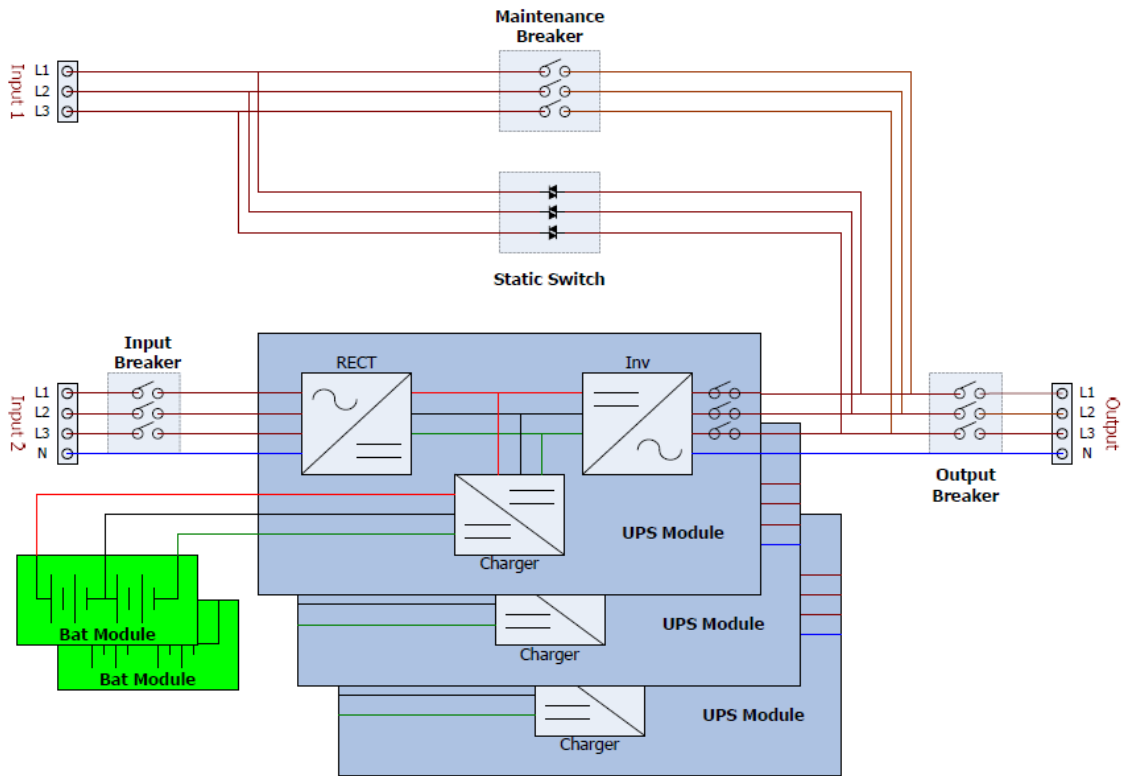 Maintenance
Breaker
Input 1
L1
L2
L3
Static Switch
Input
Breaker
RECT
Inv
Input 2
L1
L2
L3
N
L1
L2
L3
N
Output
Output
Breaker
UPS Module
Charger
Bat Module
UPS Module
Charger
Bat Module
UPS Module
Charger